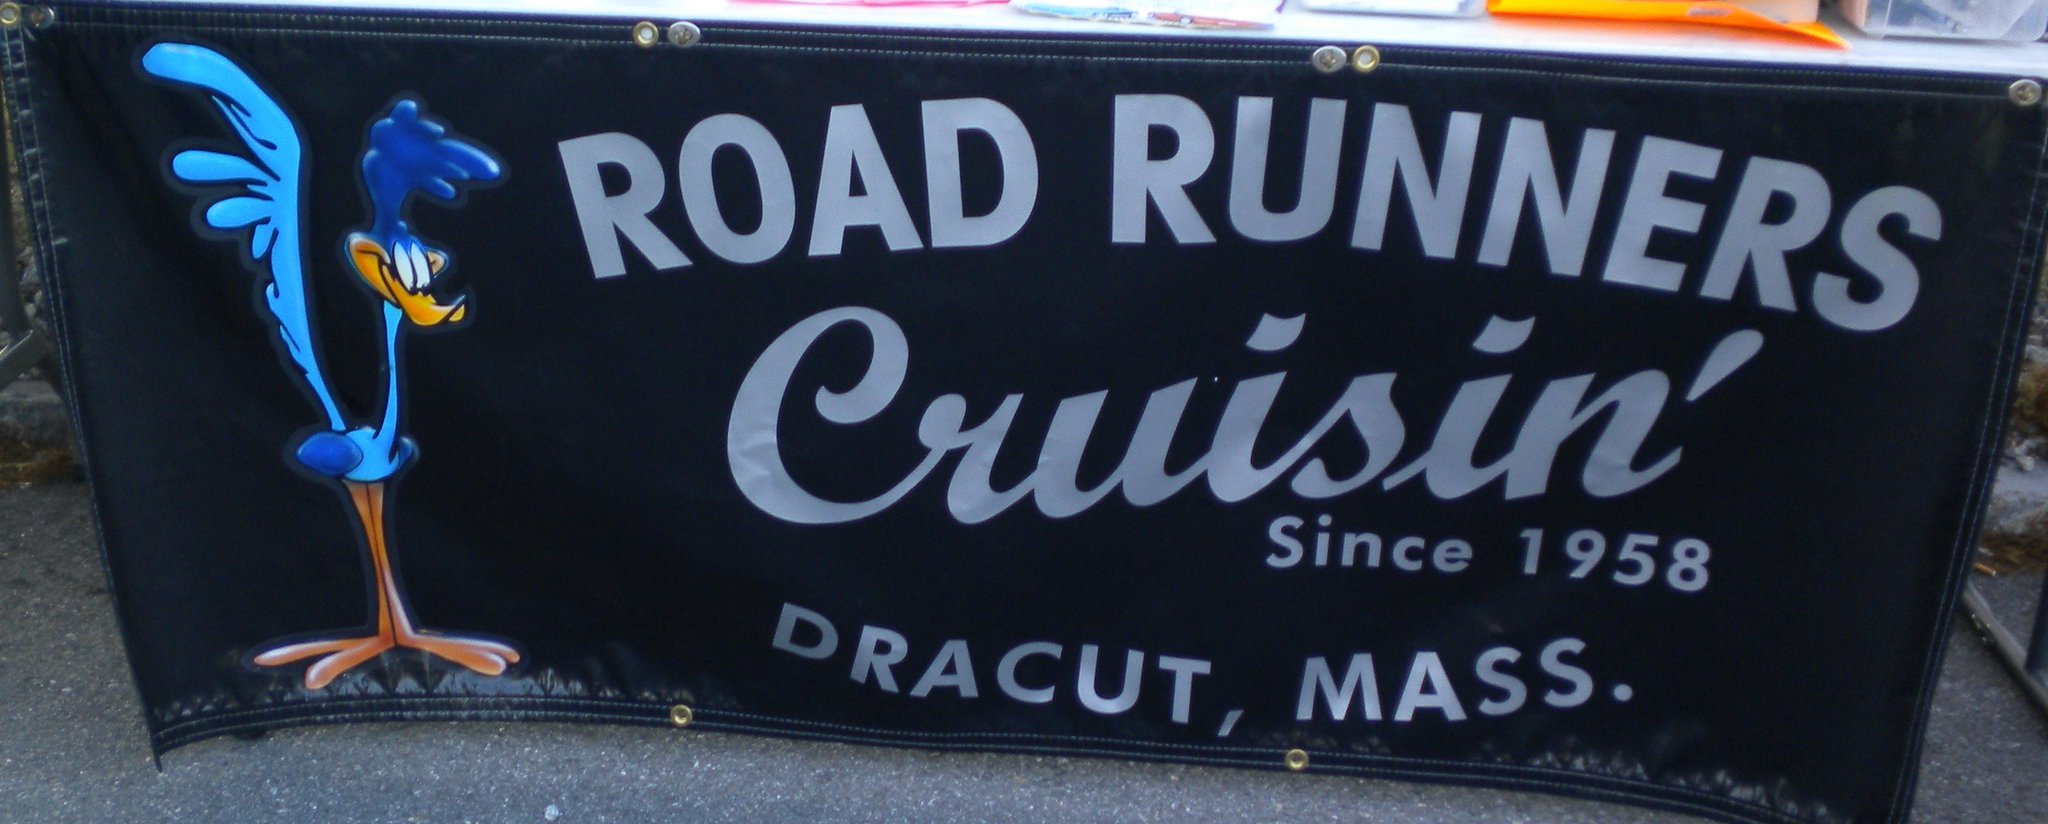 ROAD RUNNERS
Cruisin'
Since 1958
DRACUT, MASS.